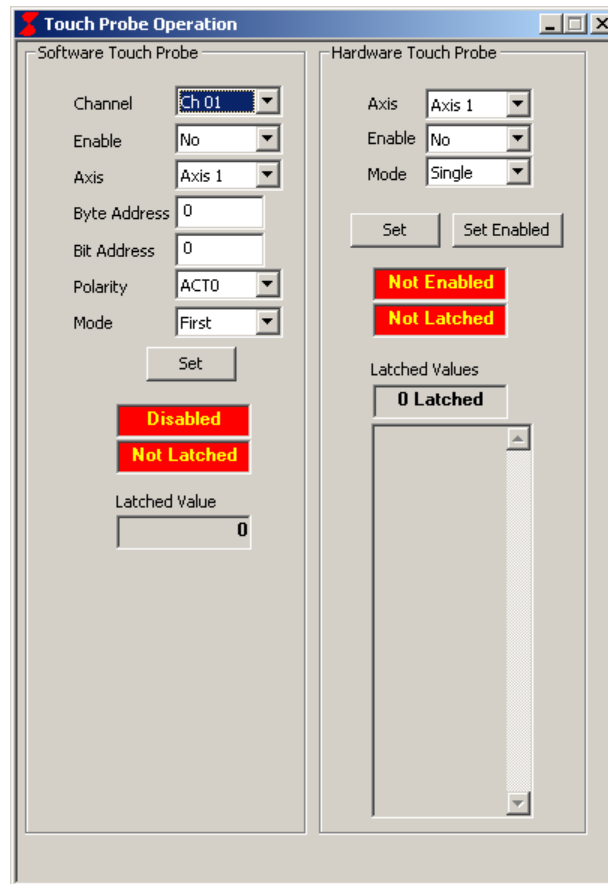 Touch Probe Operation
Software Touch Probe
Channel Ch 01
Enable No
Axis Axis 1
Byte Address 0
Bit Address 0
Polarity ACT0
Mode First
Set
Disabled
Not Latched
Latched Value
0
Hardware Touch Probe
Axis Axis 1
Enable No
Mode Single
Set Set Enabled
Not Enabled
Not Latched
Latched Values
0 Latched